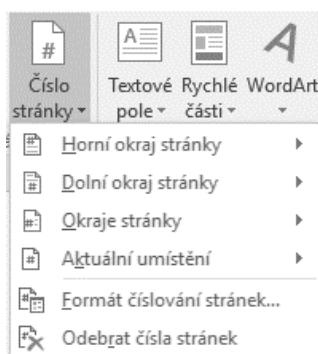 Číslo stránky
Textové pole
Rychlé části
WordArt
Horní okraj stránky
Dolní okraj stránky
Okraje stránky
Aktuální umístění
Formát číslování stránek...
Odebrat čísla stránek